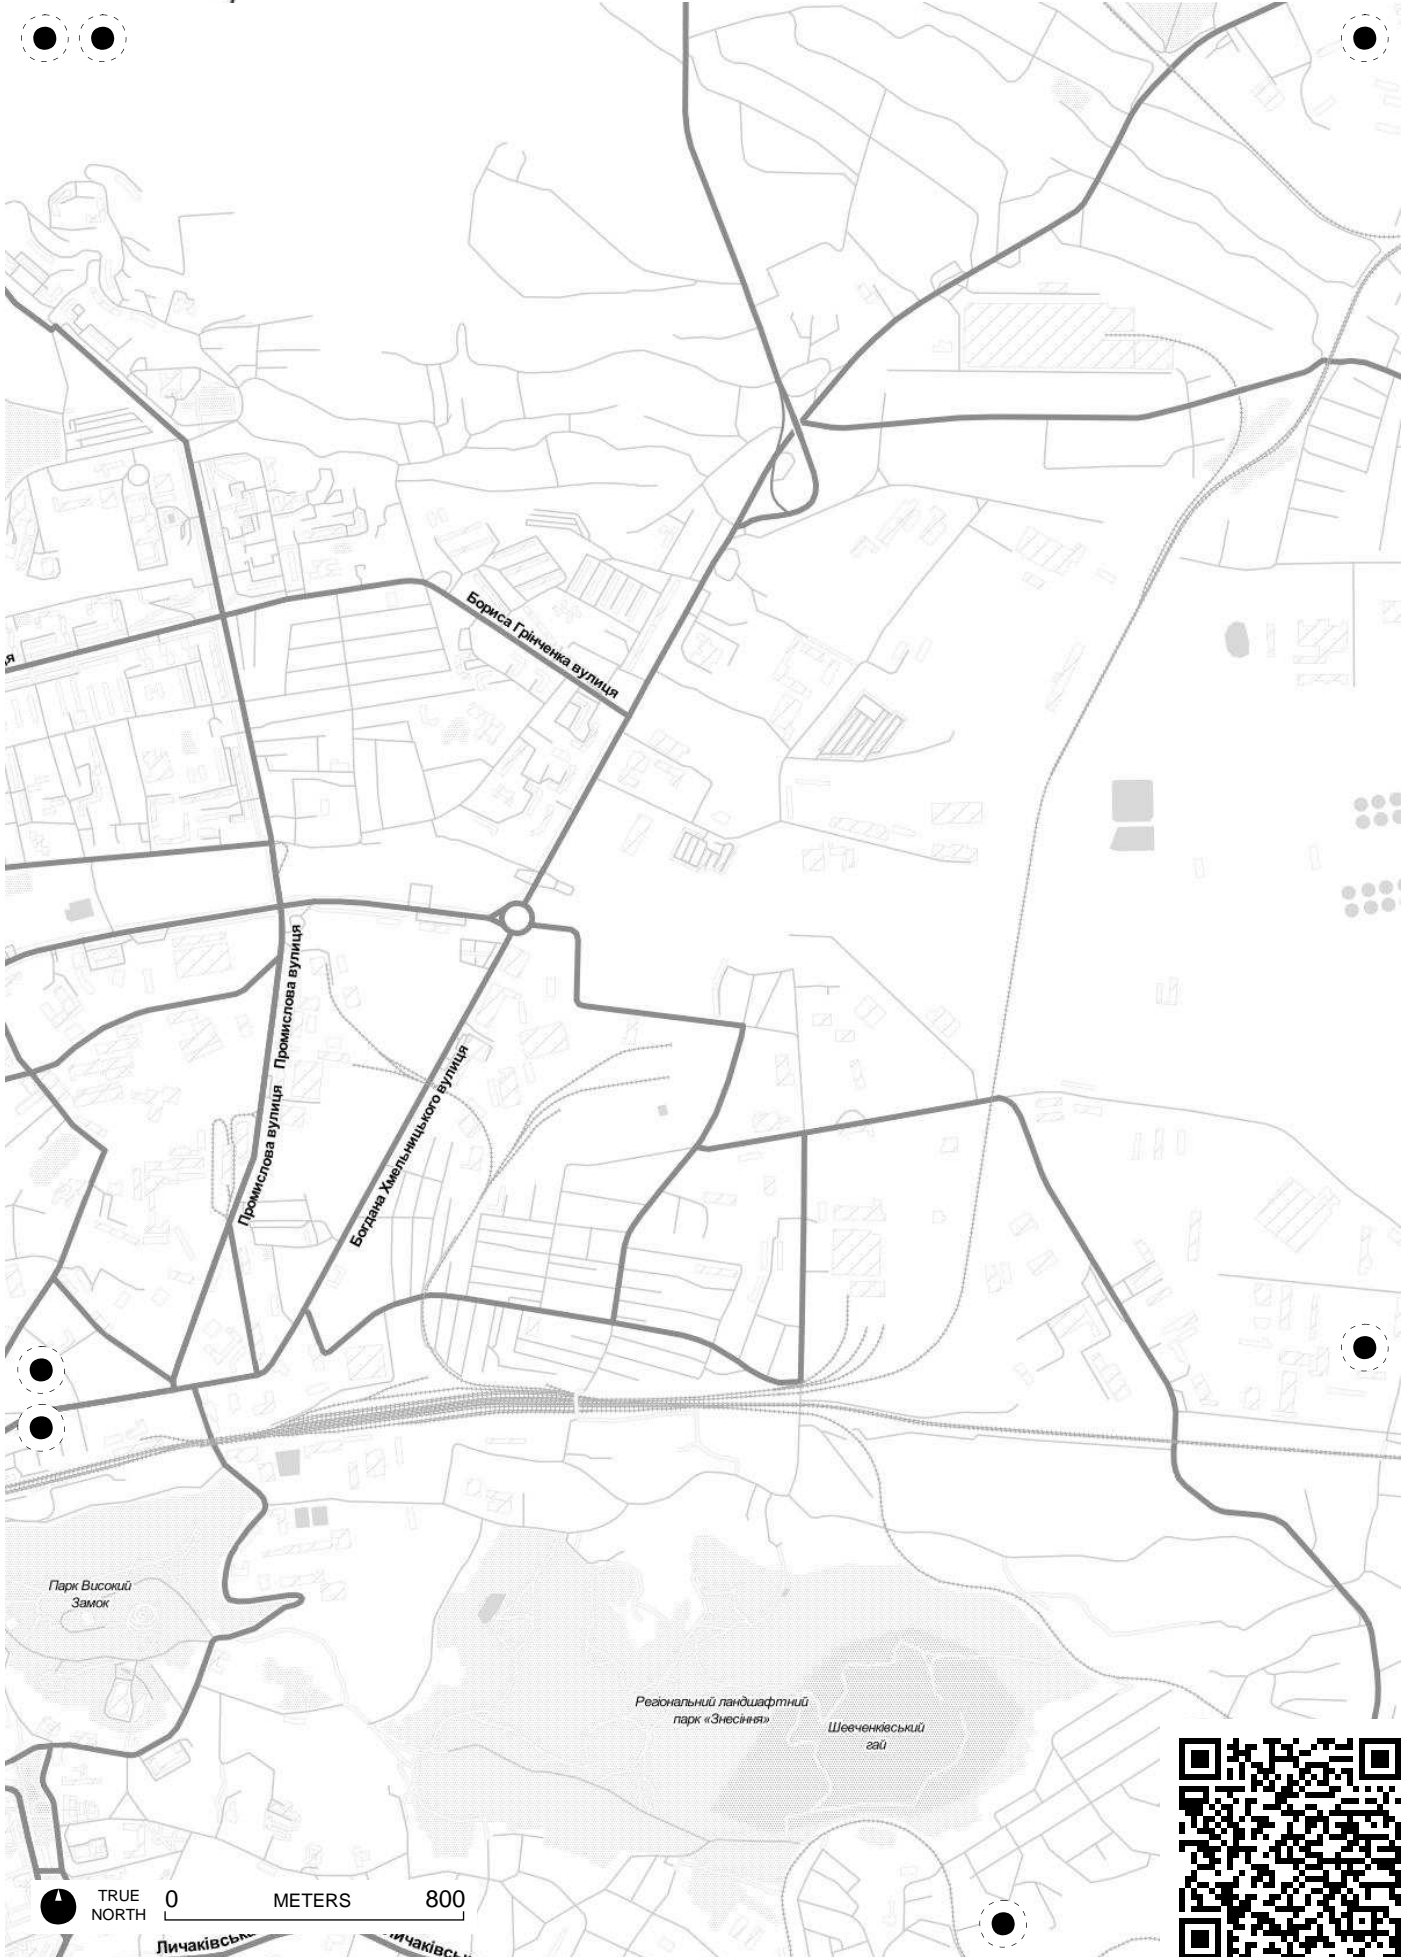 Бориса Грінченка вулиця
Промислова вулиця
Промислова вулиця
Богдана Хмельницького вулиця
Парк Високий
Замок
Регіональний ландшафтний
парк «Знесіння»
Шевченківський
гай
TRUE
NORTH
0 METERS 800